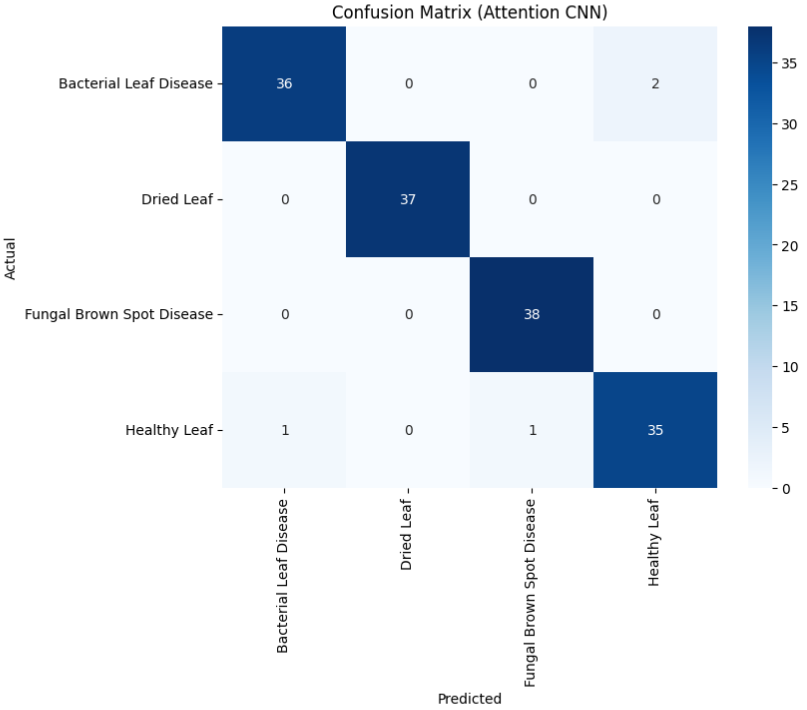 Confusion Matrix (Attention CNN)
Bacterial Leaf Disease
36
0
0
2
Dried Leaf
0
37
0
0
Fungal Brown Spot Disease
0
0
38
0
Healthy Leaf
1
0
1
35
Actual
Bacterial Leaf Disease
Dried Leaf
Fungal Brown Spot Disease
Healthy Leaf
Predicted
35
30
25
20
15
10
5
0